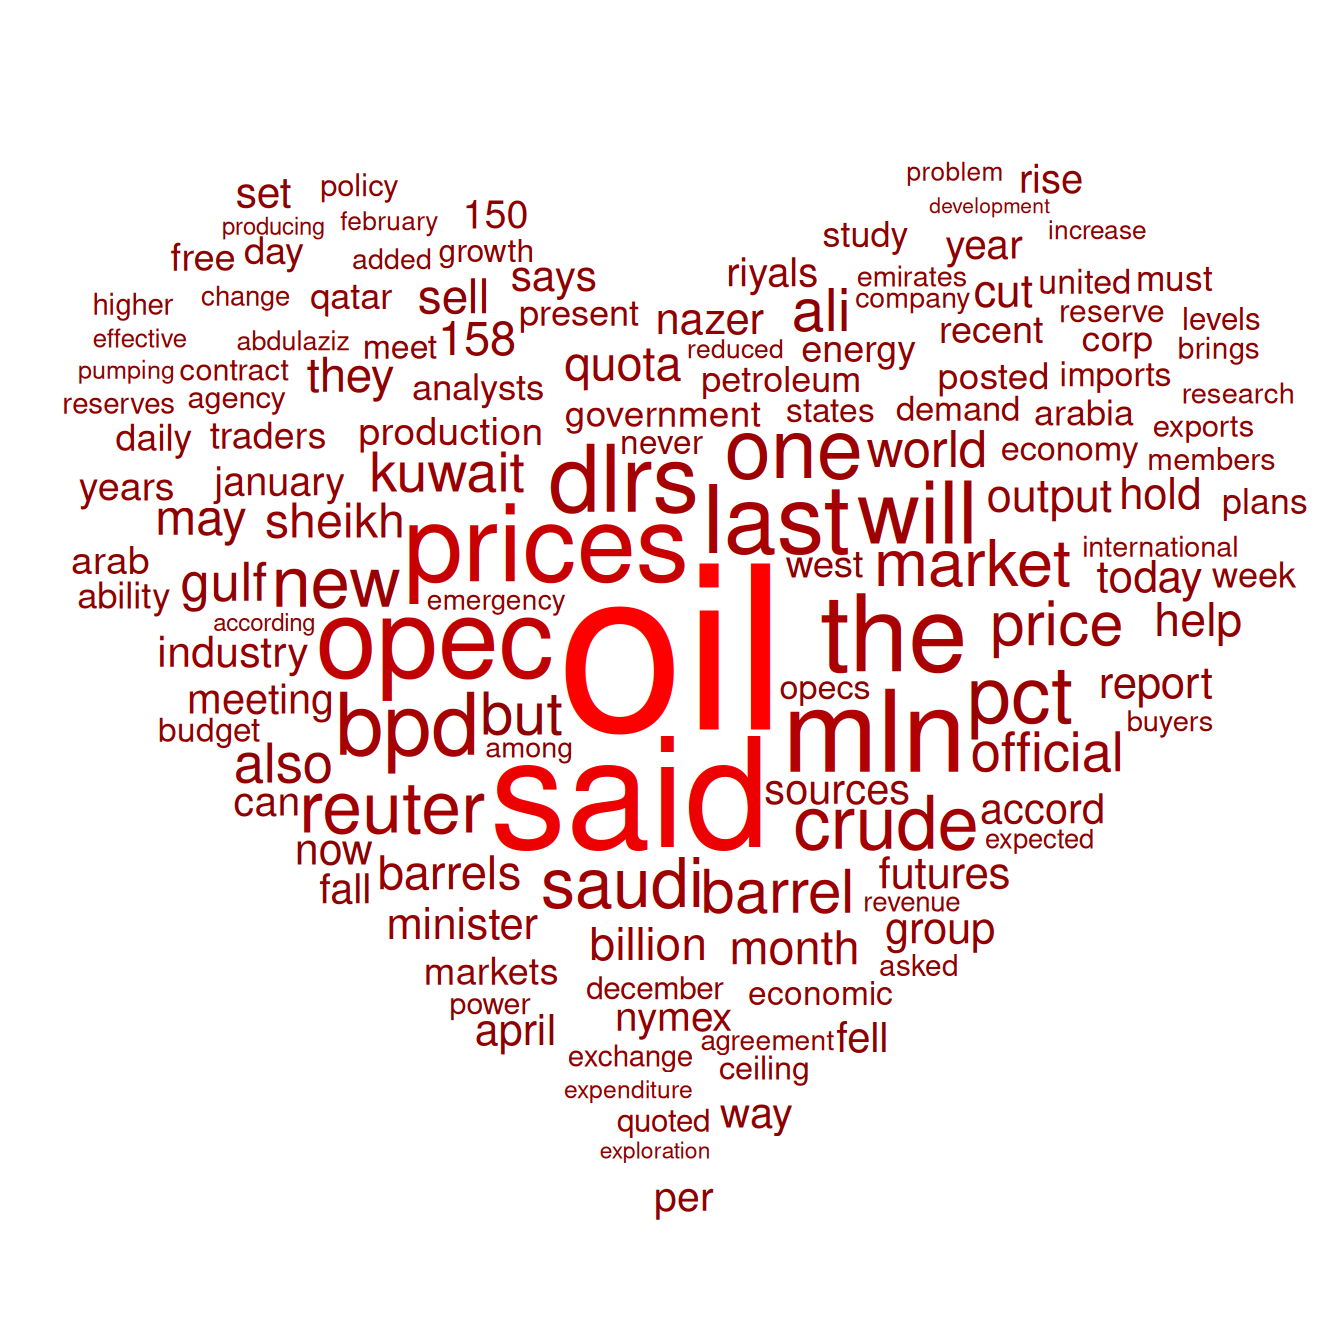 problem
rise
set
policy
development
150
producing
february
study
year
increase
free
day
added
growth
says
riyals
emirates
united
must
higher
change
qatar
sell
present
nazer
ali
company
cut
reserve
levels
effective
abdulaziz
meet
158
quota
reduced
energy
recent
corp
brings
pumping
contract
they
analysts
petroleum
posted
imports
research
reserves
agency
government
states
demand
arabia
exports
daily
traders
production
never
one
world
economy
members
years
january
kuwait
dlrs
last
will
output
hold
plans
may
sheikh
prices
west
market
international
arab
today
week
ability
gulf
new
emergency
oil
the
price
help
according
industry
opec
opecs
pct
report
meeting
bpd
but
mln
buyers
budget
among
official
also
said
sources
can
reuter
crude
accord
expected
now
fall
barrels
saudi
barrel
futures
revenue
minister
billion
month
group
markets
asked
power
december
economic
april
nymex
agreement
fell
exchange
ceiling
expenditure
quoted
way
exploration
per